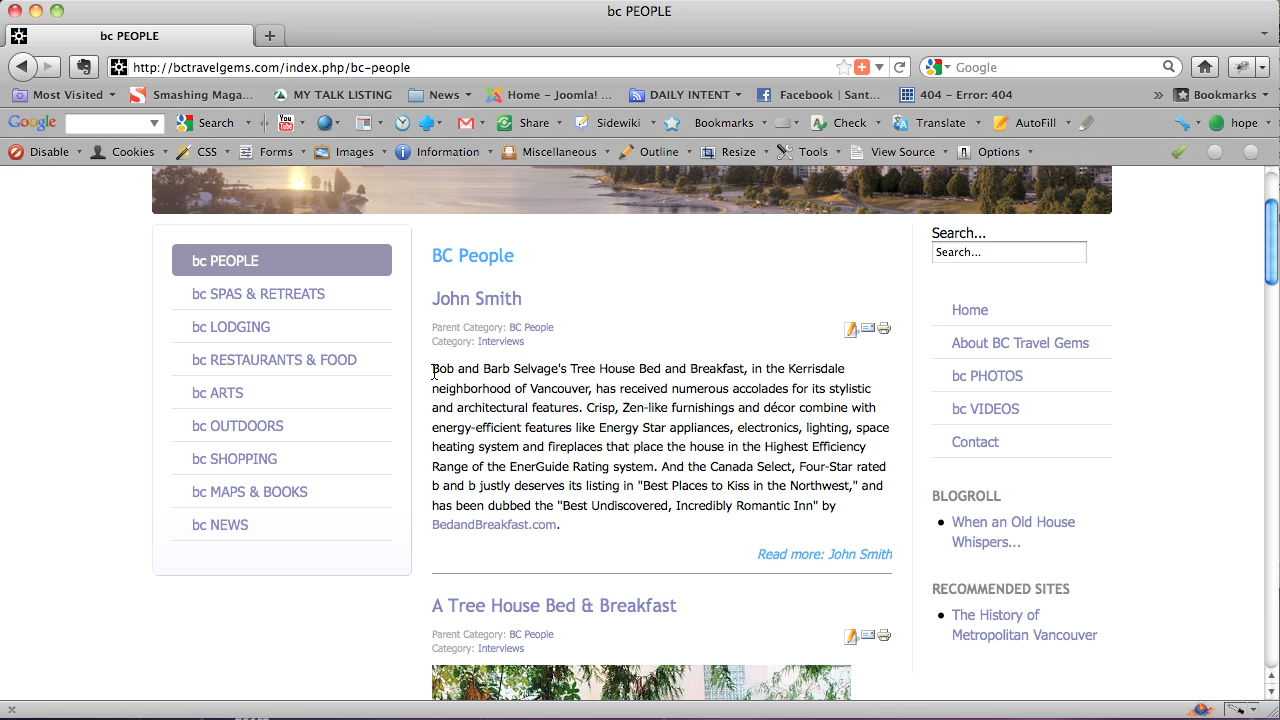 bc PEOPLE
bc PEOPLE
http://bctravelgems.com/index.php/bc-people
Google
Most Visited
Smashing Maga...
MY TALK LISTING
News
Home – Joomla! ...
DAILY INTENT
Facebook | Sant...
404 – Error: 404
»
Bookmarks
Google
Search
Share
Sidewiki
Bookmarks
Check
Translate
AutoFill
hope
Disable
Cookies
CSS
Forms
Images
Information
Miscellaneous
Outline
Resize
Tools
View Source
Options
bc PEOPLE
bc SPAS & RETREATS
bc LODGING
bc RESTAURANTS & FOOD
bc ARTS
bc OUTDOORS
bc SHOPPING
bc MAPS & BOOKS
bc NEWS
BC People
John Smith
Parent Category: BC People
Category: Interviews
Bob and Barb Selvage's Tree House Bed and Breakfast, in the Kerrisdale
neighborhood of Vancouver, has received numerous accolades for its stylistic
and architectural features. Crisp, Zen-like furnishings and décor combine with
energy-efficient features like Energy Star appliances, electronics, lighting, space
heating system and fireplaces that place the house in the Highest Efficiency
Range of the EnerGuide Rating system. And the Canada Select, Four-Star rated
b and b justly deserves its listing in "Best Places to Kiss in the Northwest," and
has been dubbed the "Best Undiscovered, Incredibly Romantic Inn" by
BedandBreakfast.com.
Read more: John Smith
A Tree House Bed & Breakfast
Parent Category: BC People
Category: Interviews
Search...
Search...
Home
About BC Travel Gems
bc PHOTOS
bc VIDEOS
Contact
BLOGROLL
When an Old House
Whispers...
RECOMMENDED SITES
The History of
Metropolitan Vancouver